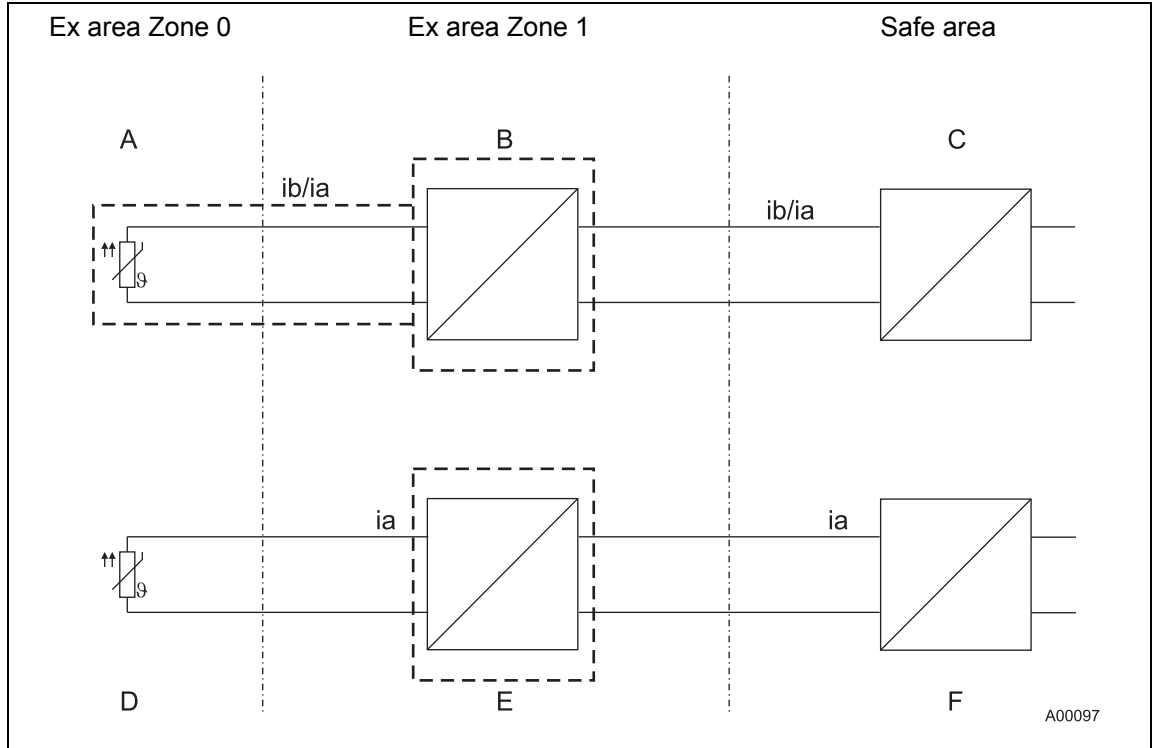 Ex area Zone 0
Ex area Zone 1
Safe area
A
B
C
ib/ia
ib/ia
ϑ
ia
ia
ϑ
D
E
F
A00097